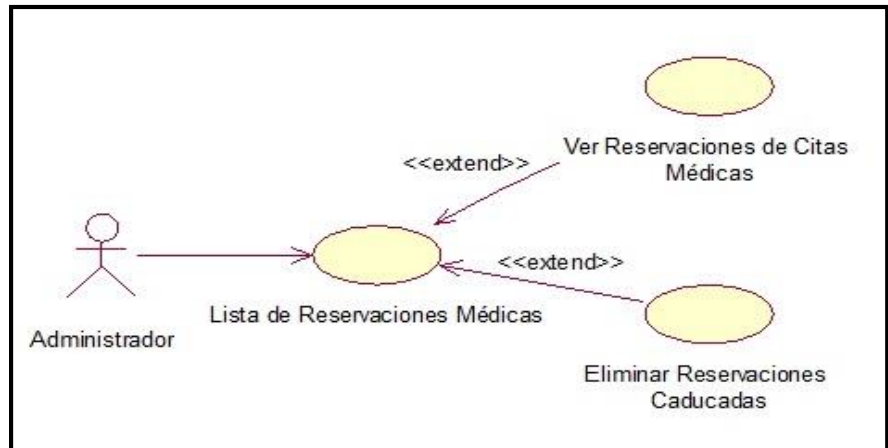 Ver Reservaciones de Citas
Médicas
<<extend>>
<<extend>>
Lista de Reservaciones Médicas
Administrador
Eliminar Reservaciones
Caducadas